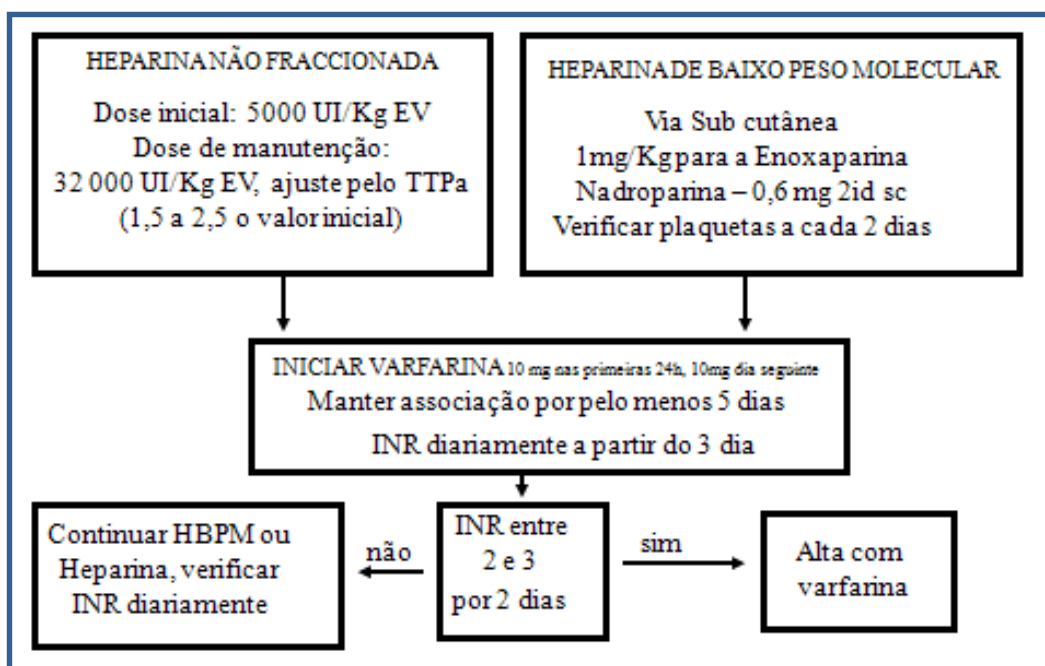 HEPARINA NÃO FRACCIONADA
Dose inicial: 5000 UI/Kg EV
Dose de manutenção:
32 000 UI/Kg EV, ajuste pelo TTPa
(1,5 a 2,5 o valor inicial)
HEPARINA DE BAIXO PESO MOLECULAR
Via Sub cutânea
1mg/Kg para a Enoxaparina
Nadroparina – 0,6 mg 2id sc
Verificar plaquetas a cada 2 dias
INICIAR VARFARINA 10 mg nas primeiras 24h, 10mg dia seguinte
Manter associação por pelo menos 5 dias
INR diariamente a partir do 3 dia
Continuar HBPM ou
Heparina, verificar
INR diariamente
não
INR entre
2 e 3
por 2 dias
sim
Alta com
varfarina